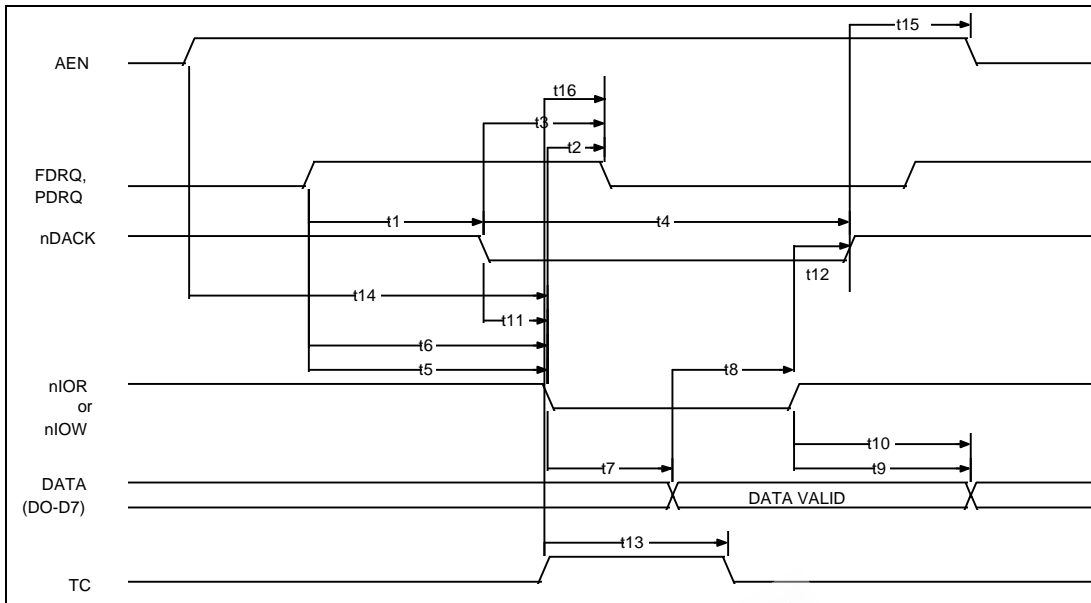 t15
AEN
t16
t3
t2
FDRQ,
PDRQ
t1
t4
nDACK
t12
t14
t11
t6
t5
t8
nIOR
or
nIOW
t10
t7
t9
DATA
(DO-D7)
DATA VALID
t13
TC